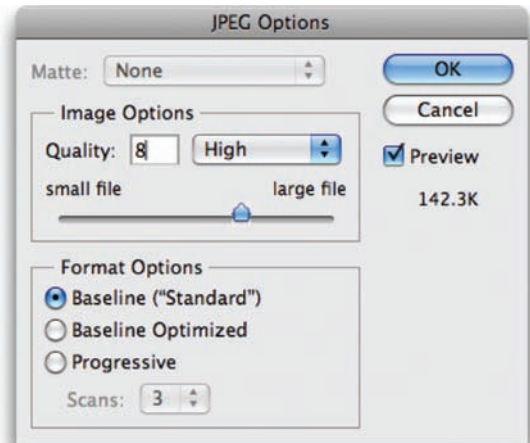 JPEG Options
Matte: None
OK
Image Options
Cancel
Quality: 8 High
Preview
small file large file
142.3K
Format Options
Baseline (“Standard”)
Baseline Optimized
Progressive
Scans: 3